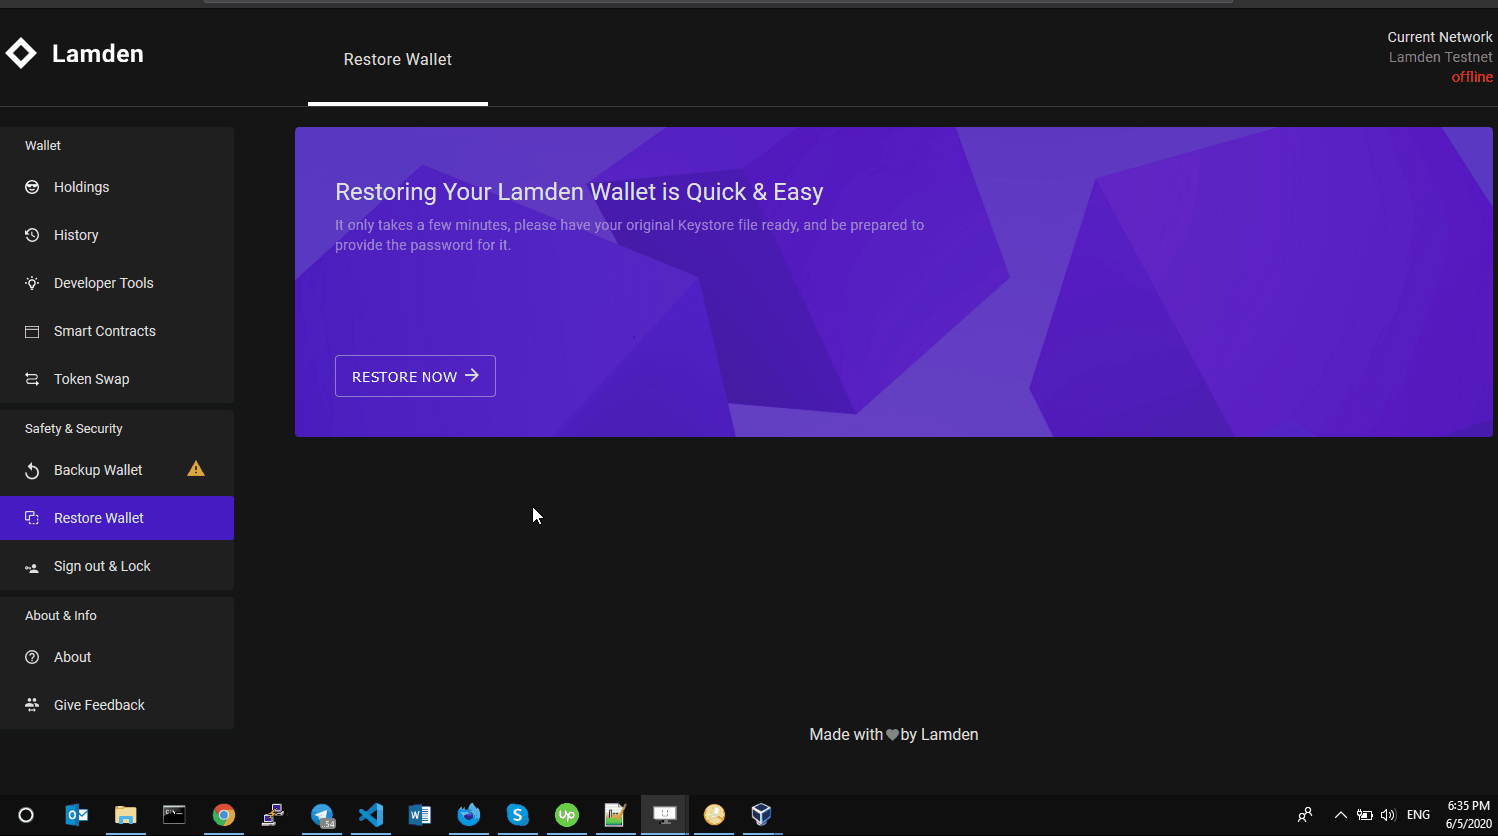 Lamden
Restore Wallet
Current Network
Lamden Testnet
offline
Wallet
Holdings
History
Developer Tools
Smart Contracts
Token Swap
Safety & Security
Backup Wallet
Restore Wallet
Sign out & Lock
About & Info
About
Give Feedback
Restoring Your Lamden Wallet is Quick & Easy
It only takes a few minutes, please have your original Keystore file ready, and be prepared to
provide the password for it.
RESTORE NOW
Made with by Lamden
.54
ENG
6:35 PM
6/5/2020